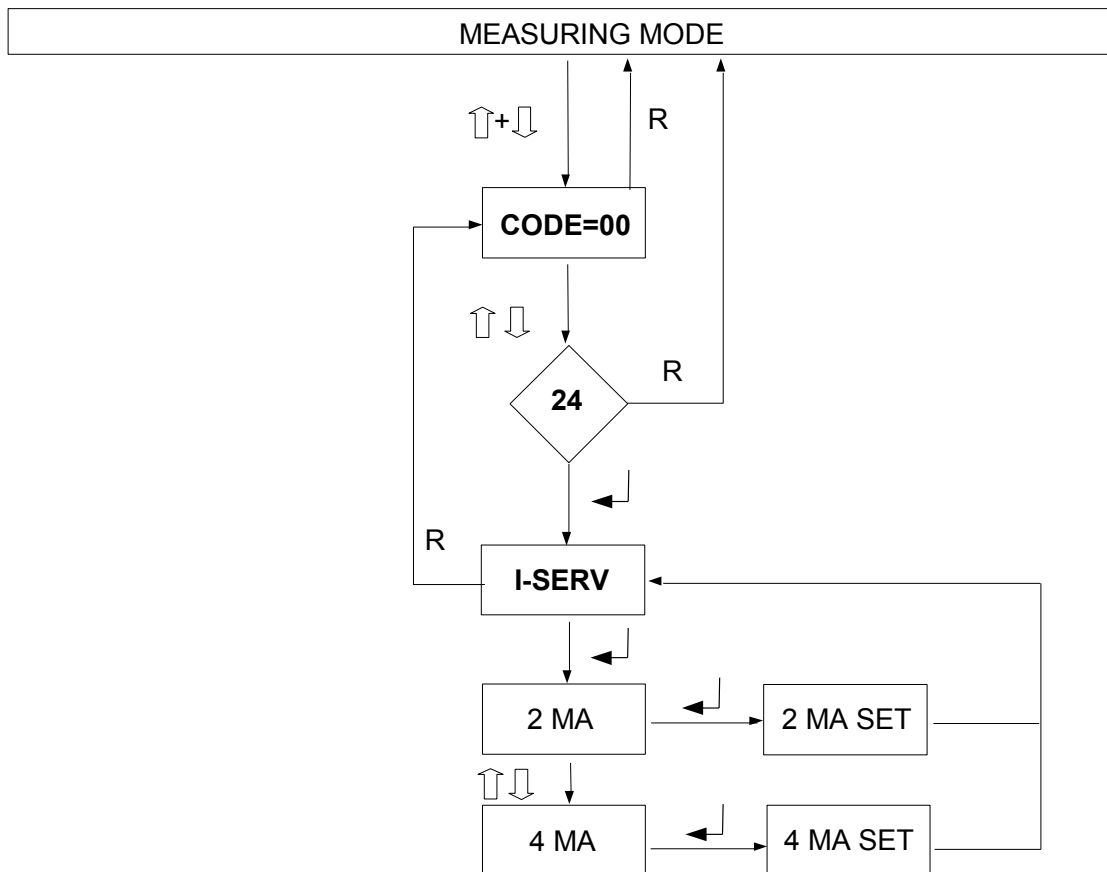 MEASURING MODE
R
⇧+⇩
CODE=00
⇧ ⇩
R
24
R
I-SERV
2 MA
2 MA SET
⇧ ⇩
4 MA
4 MA SET